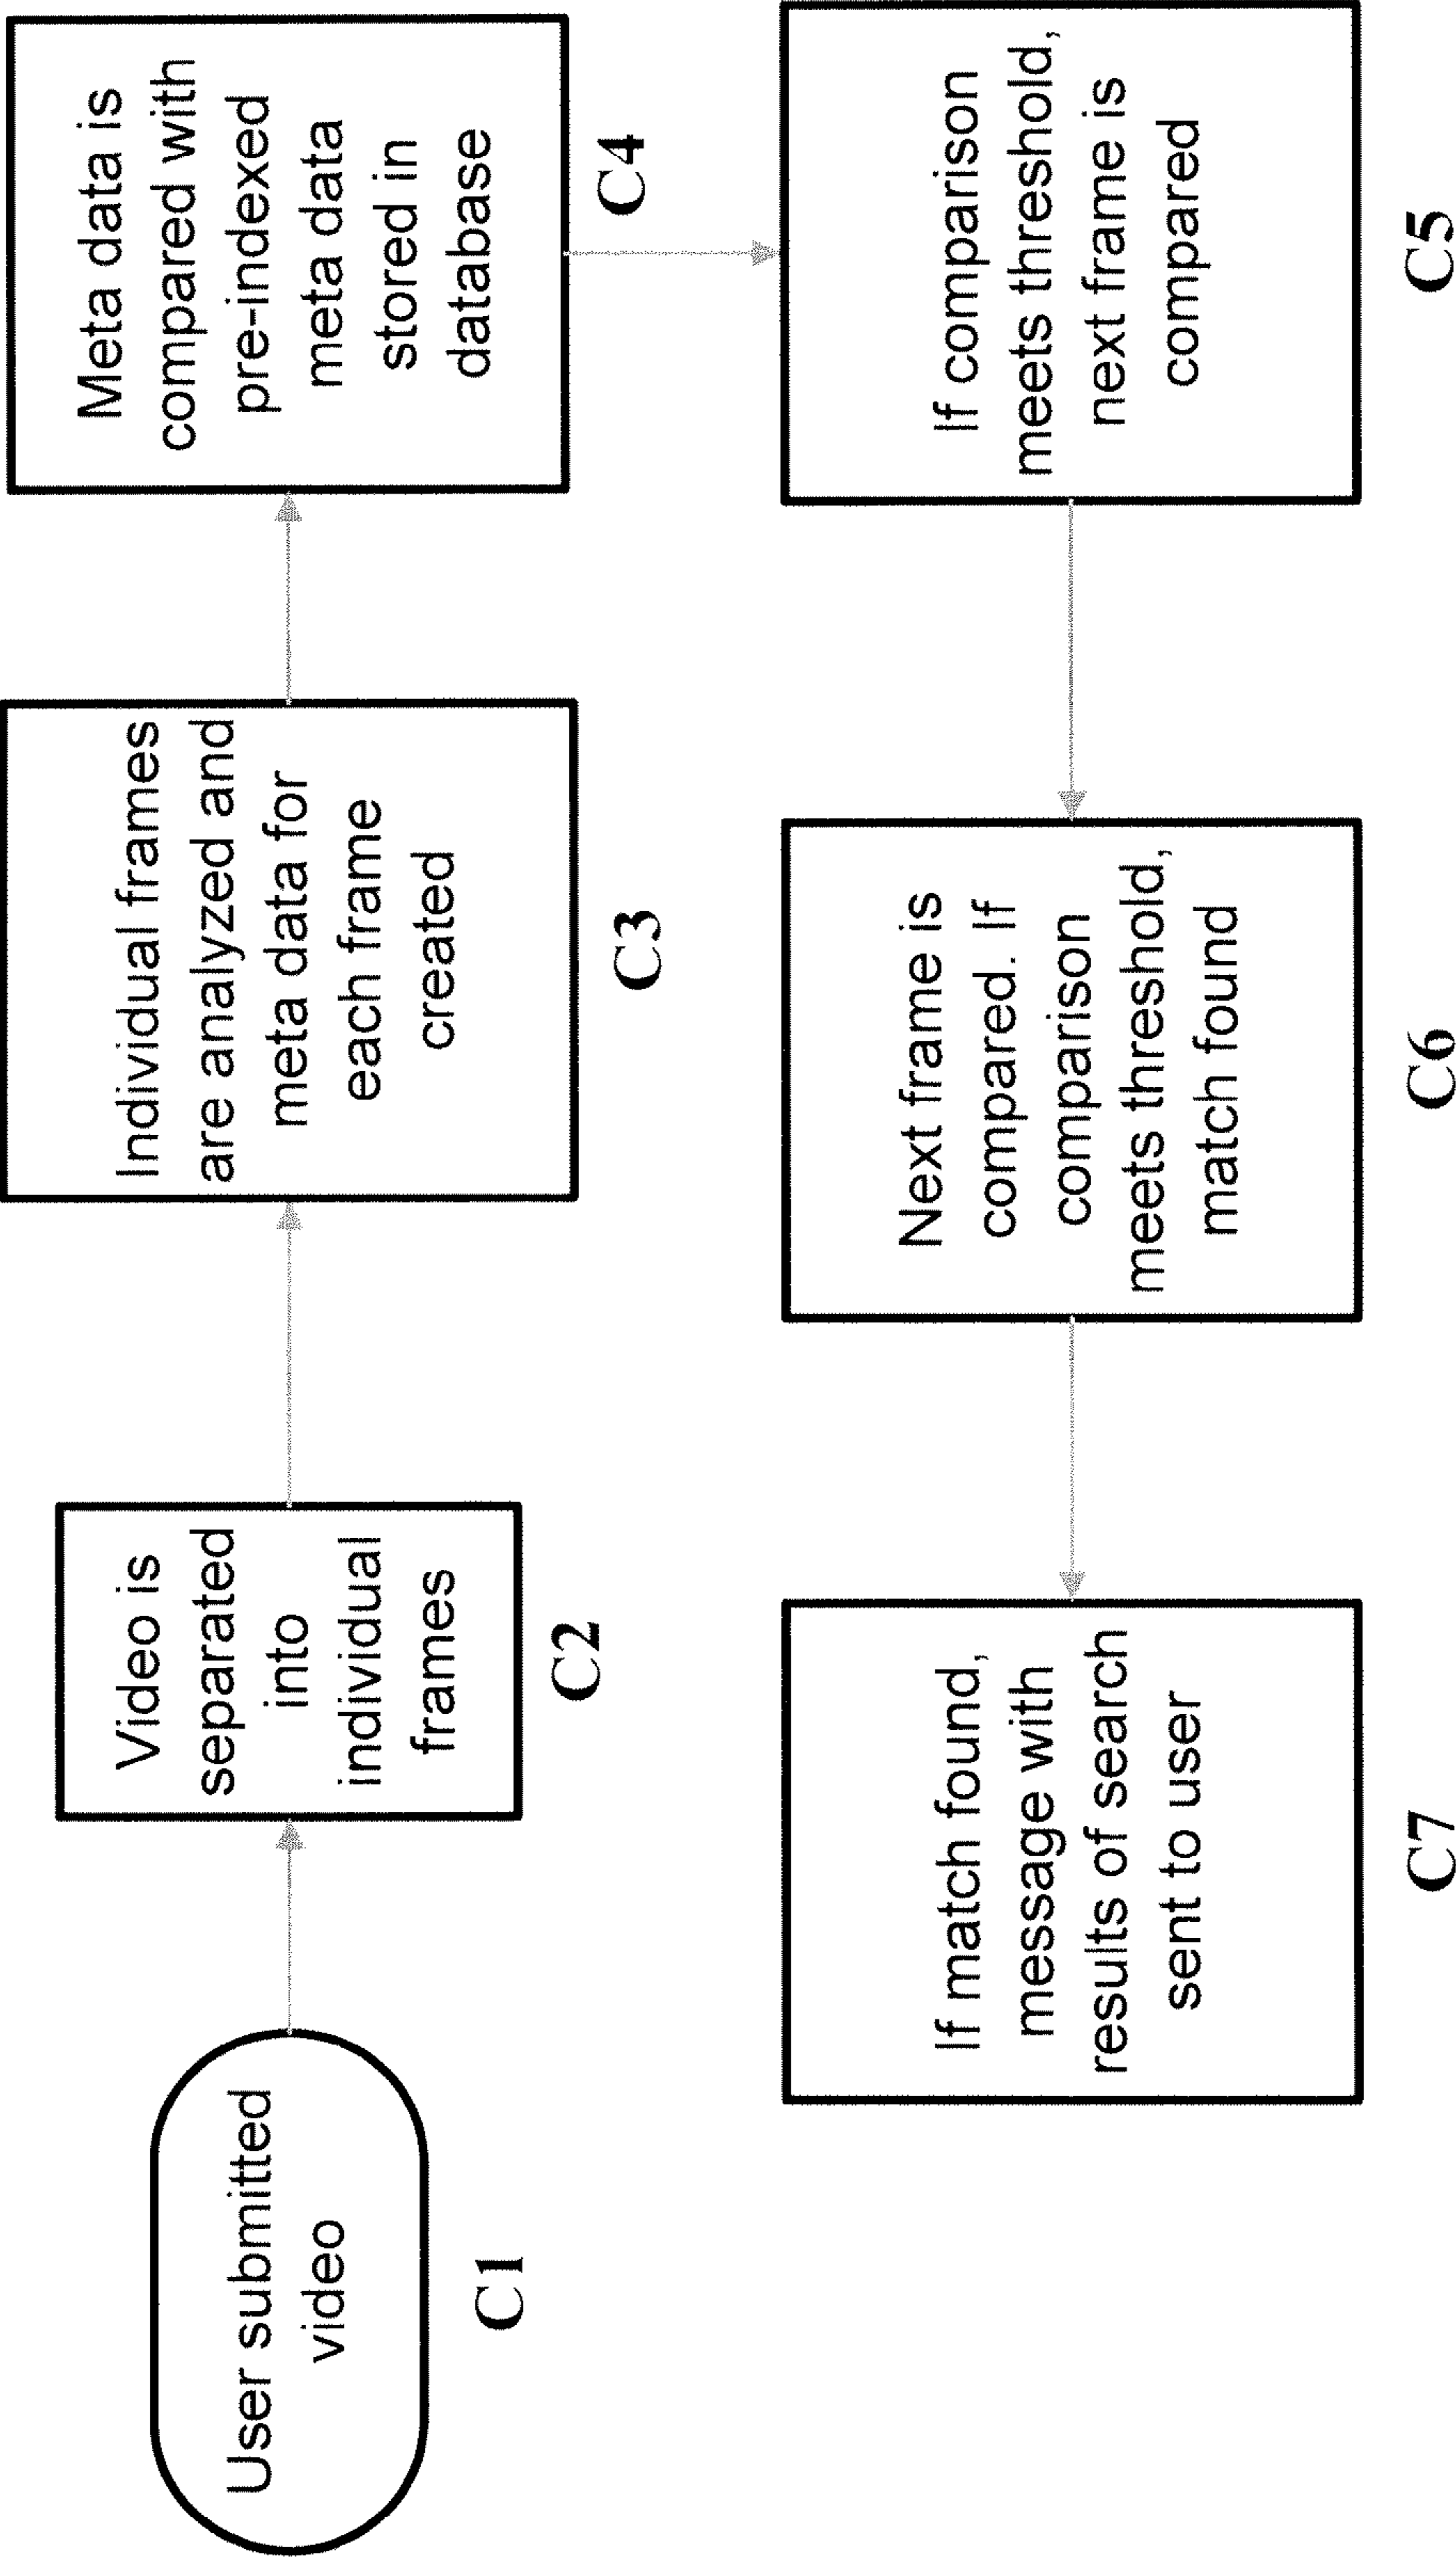 User submitted
video
C1
Video is
separated
into
individual
frames
C2
Individual frames
are analyzed and
meta data for
each frame
created
C3
Meta data is
compared with
pre-indexed
meta data
stored in
database
C4
If comparison
meets threshold,
next frame is
compared
C5
Next frame is
compared. If
comparison
meets threshold,
match found
C6
If match found,
message with
results of search
sent to user
C7